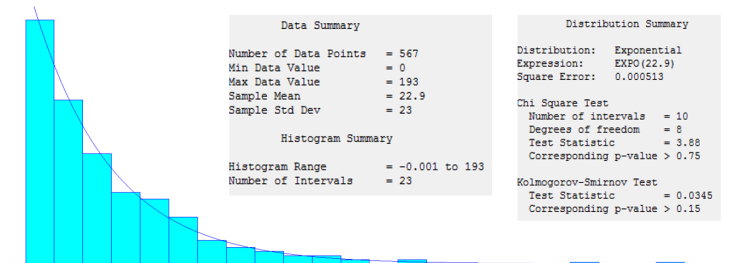 Data Summary
Number of Data Points = 567
Min Data Value = 0
Max Data Value = 193
Sample Mean = 22.9
Sample Std Dev = 23
Histogram Summary
Histogram Range = -0.001 to 193
Number of Intervals = 23
Distribution Summary
Distribution: Exponential
Expression: EXPO(22.9)
Square Error: 0.000513
Chi Square Test
Number of intervals = 10
Degrees of freedom = 8
Test Statistic = 3.88
Corresponding p-value > 0.75
Kolmogorov-Smirnov Test
Test Statistic = 0.0345
Corresponding p-value > 0.15